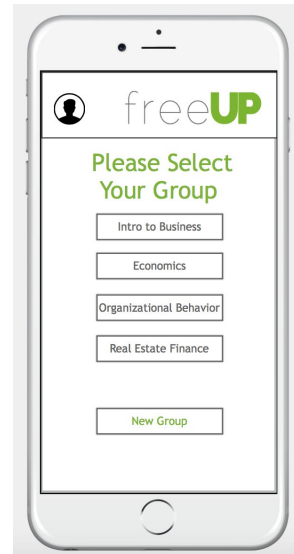 freeUP
Please Select
Your Group
Intro to Business
Economics
Organizational Behavior
Real Estate Finance
New Group